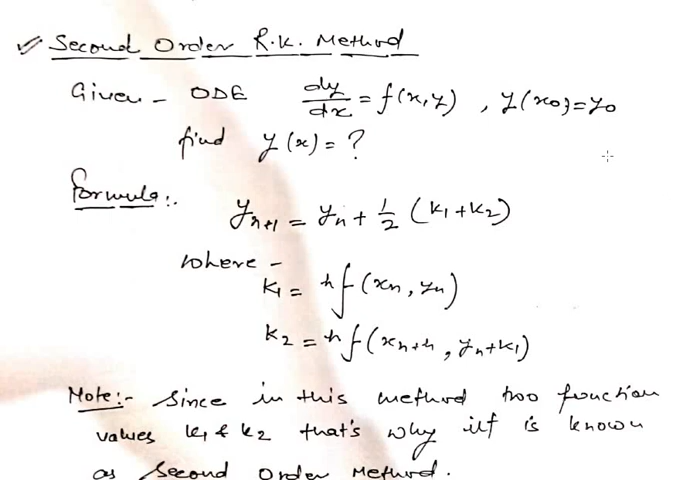 ✓ Second Order R.K. Method
Given - ODE dy/dx = f(x,y) , y(x0)=y0
find y(x) = ?
Formula:.
yn+1 = yn + 1/2 (k1+k2)
where -
k1 = hf(xn, yn)
k2 = hf(xn+h, yn+k1)
Note:- Since in this method two function
values k1 & k2 that's why it is known
as Second Order Method.